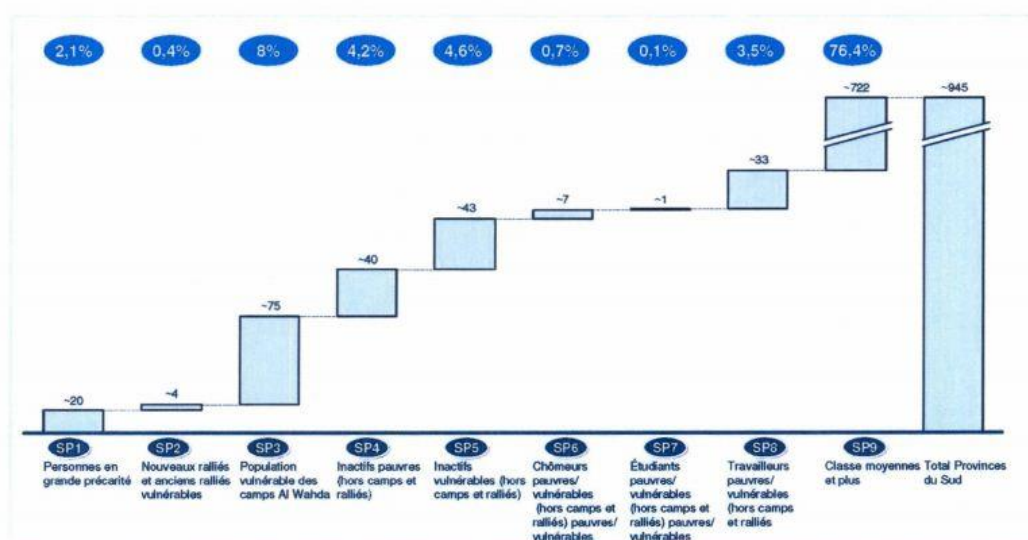 2,1% 0,4% 8% 4,2% 4,6% 0,7% 0,1% 3,5% 76,4%
~722 ~945
~33
~43 ~7 ~1
~40
~75
~20 ~4
SP1 SP2 SP3 SP4 SP5 SP6 SP7 SP8 SP9
Personnes en
grande précarité
Nouveaux ralliés
et anciens ralliés
vulnérables
Population
vulnérable des
camps Al Wahda
Inactifs pauvres
(hors camps et
ralliés)
Inactifs
vulnérables (hors
camps et ralliés)
Chômeurs
pauvres/
vulnérables
(hors camps et
ralliés) pauvres/
vulnérables
Étudiants
pauvres/
vulnérables
(hors camps et
ralliés) pauvres/
vulnérables
Travailleurs
pauvres/
vulnérables
(hors camps
et ralliés
Classe moyennes
et plus
Total Provinces
du Sud